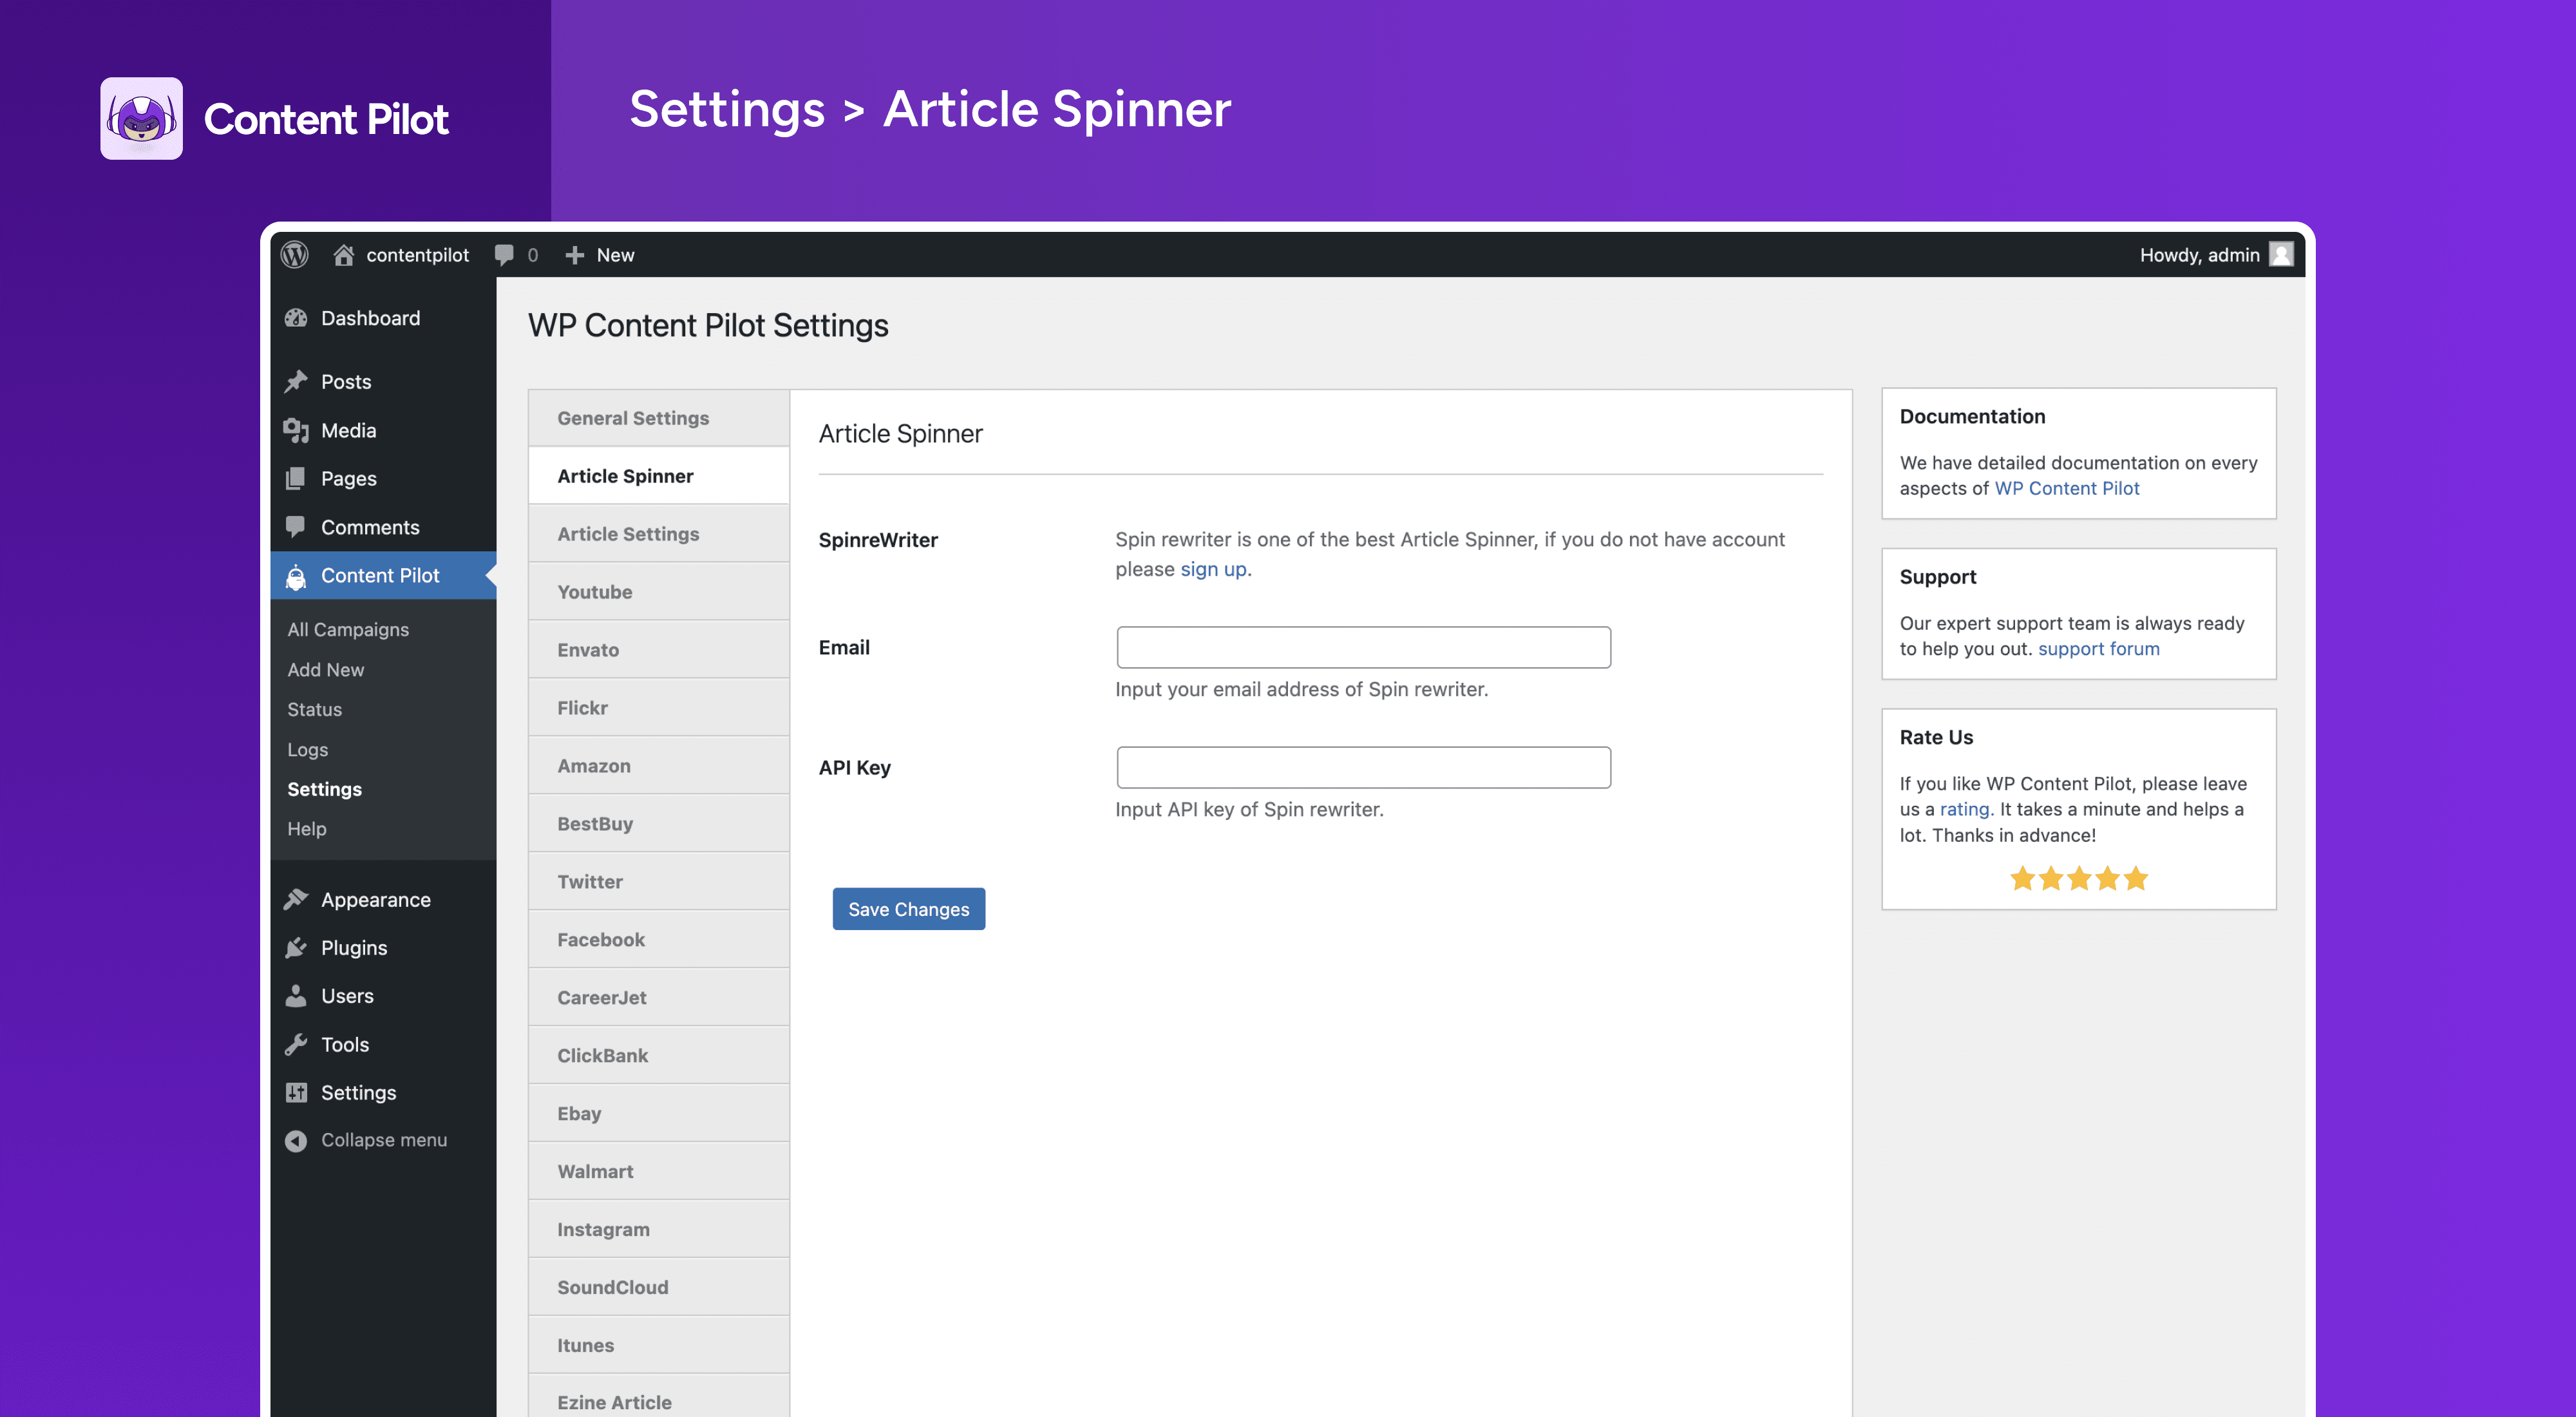 Content Pilot
Settings > Article Spinner
contentpilot
0
New
Howdy, admin
Dashboard
Posts
Media
Pages
Comments
Content Pilot
All Campaigns
Add New
Status
Logs
Settings
Help
Appearance
Plugins
Users
Tools
Settings
Collapse menu
WP Content Pilot Settings
General Settings
Article Spinner
Article Settings
Youtube
Envato
Flickr
Amazon
BestBuy
Twitter
Facebook
CareerJet
ClickBank
Ebay
Walmart
Instagram
SoundCloud
Itunes
Ezine Article
Article Spinner
SpinreWriter
Spin rewriter is one of the best Article Spinner, if you do not have account
please sign up.
Email
Input your email address of Spin rewriter.
API Key
Input API key of Spin rewriter.
Save Changes
Documentation
We have detailed documentation on every
aspects of WP Content Pilot
Support
Our expert support team is always ready
to help you out. support forum
Rate Us
If you like WP Content Pilot, please leave
us a rating. It takes a minute and helps a
lot. Thanks in advance!